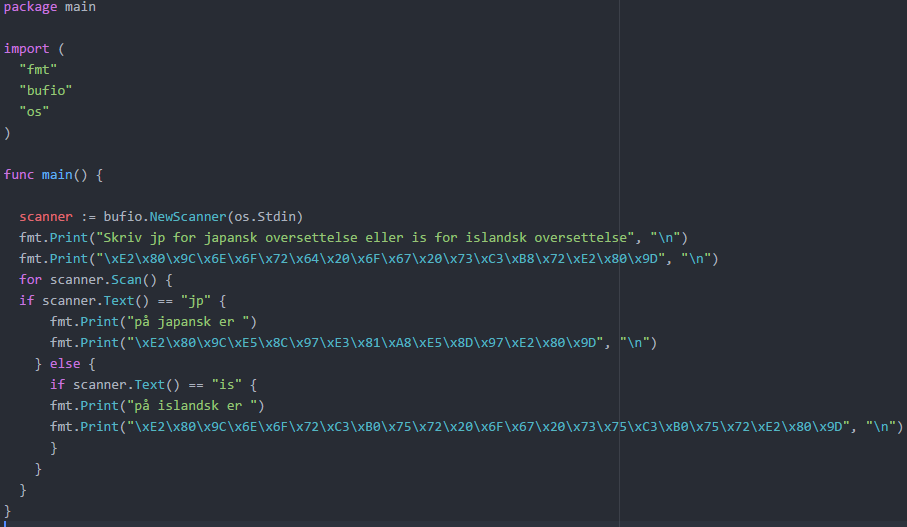 package main
import (
"fmt"
"bufio"
"os"
)
func main() {
scanner := bufio.NewScanner(os.Stdin)
fmt.Print("Skriv jp for japansk oversettelse eller is for islandsk oversettelse", "\n")
fmt.Print("\xE2\x80\x9C\x6E\x6F\x72\x64\x20\x6F\x67\x20\x73\xC3\xB8\x72\xE2\x80\x9D", "\n")
for scanner.Scan() {
if scanner.Text() == "jp" {
fmt.Print("på japansk er ")
fmt.Print("\xE2\x80\x9C\xE5\x8C\x97\xE3\x81\xA8\xE5\x8D\x97\xE2\x80\x9D", "\n")
} else {
if scanner.Text() == "is" {
fmt.Print("på islandsk er ")
fmt.Print("\xE2\x80\x9C\x6E\x6F\x72\xC3\xB0\x75\x72\x20\x6F\x67\x20\x73\x75\xC3\xB0\x75\x72\xE2\x80\x9D", "\n")
}
}
}
}